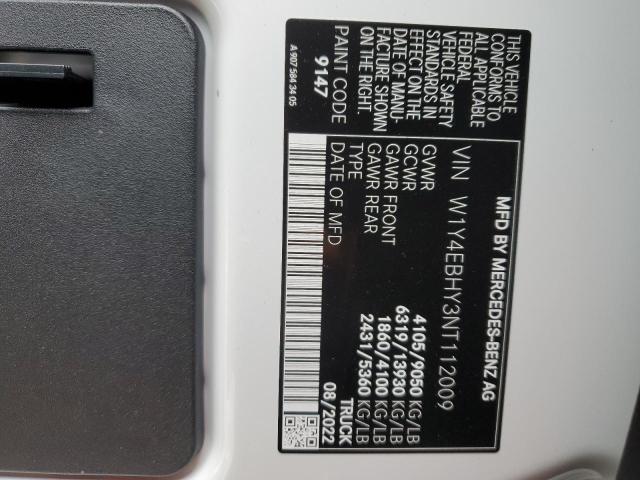 MFD BY MERCEDES-BENZ AG
VIN W1Y4EBHY3NT112009
GVWR 4105/9050 KG/LB
GCWR 6319/13930 KG/LB
GAWR FRONT 1860/4100 KG/LB
GAWR REAR 2431/5360 KG/LB
TYPE TRUCK
DATE OF MFD 08/2022
THIS VEHICLE
CONFORMS TO
ALL APPLICABLE
FEDERAL
VEHICLE SAFETY
STANDARDS IN
EFFECT ON THE
DATE OF MANU-
FACTURE SHOWN
ON THE RIGHT.
PAINT CODE
9147
A 907 584 34 05